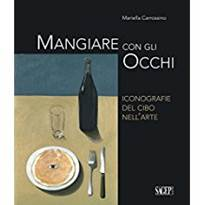 Mariella Carrossino
MANGIARE CON GLI
OCCHI
ICONOGRAFIE
DEL CIBO
NELL'ARTE
SAGEP